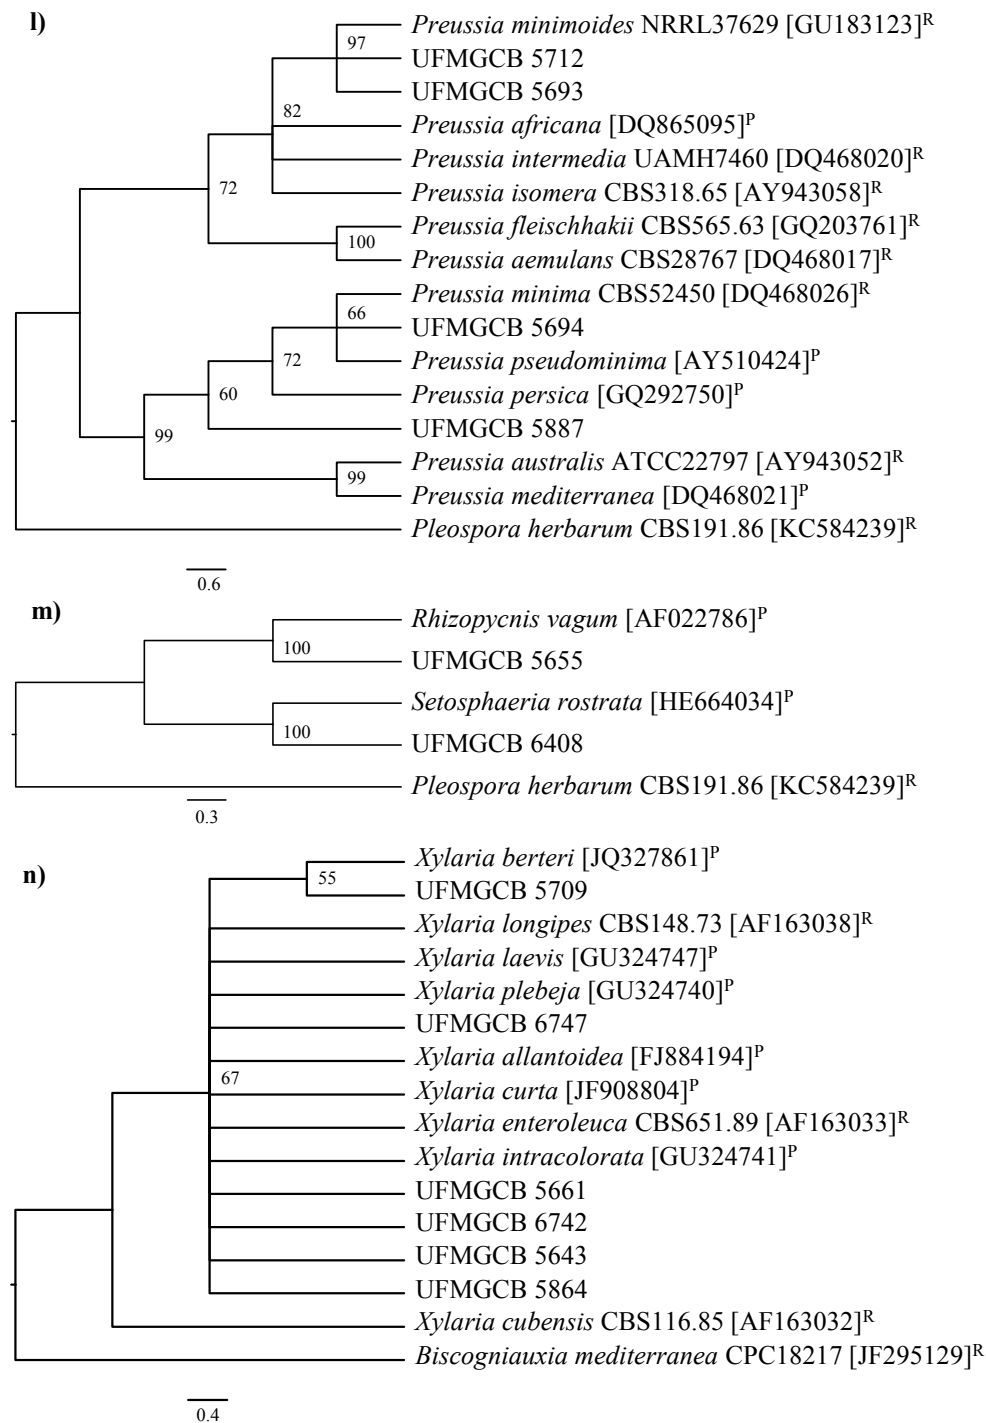 l)
Preussia minimoides NRRL37629 [GU183123]R
97
UFMGCB 5712
UFMGCB 5693
82
Preussia africana [DQ865095]P
Preussia intermedia UAMH7460 [DQ468020]R
72
Preussia isomera CBS318.65 [AY943058]R
Preussia fleischhakii CBS565.63 [GQ203761]R
100
Preussia aemulans CBS28767 [DQ468017]R
Preussia minima CBS52450 [DQ468026]R
66
UFMGCB 5694
72
Preussia pseudominima [AY510424]P
60
Preussia persica [GQ292750]P
99
UFMGCB 5887
Preussia australis ATCC22797 [AY943052]R
99
Preussia mediterranea [DQ468021]P
Pleospora herbarum CBS191.86 [KC584239]R
0.6
m)
Rhizopycnis vagum [AF022786]P
100
UFMGCB 5655
Setosphaeria rostrata [HE664034]P
100
UFMGCB 6408
Pleospora herbarum CBS191.86 [KC584239]R
0.3
n)
Xylaria berteri [JQ327861]P
55
UFMGCB 5709
Xylaria longipes CBS148.73 [AF163038]R
Xylaria laevis [GU324747]P
Xylaria plebeja [GU324740]P
UFMGCB 6747
Xylaria allantoidea [FJ884194]P
67
Xylaria curta [JF908804]P
Xylaria enteroleuca CBS651.89 [AF163033]R
Xylaria intracolorata [GU324741]P
UFMGCB 5661
UFMGCB 6742
UFMGCB 5643
UFMGCB 5864
Xylaria cubensis CBS116.85 [AF163032]R
Biscogniauxia mediterranea CPC18217 [JF295129]R
0.4